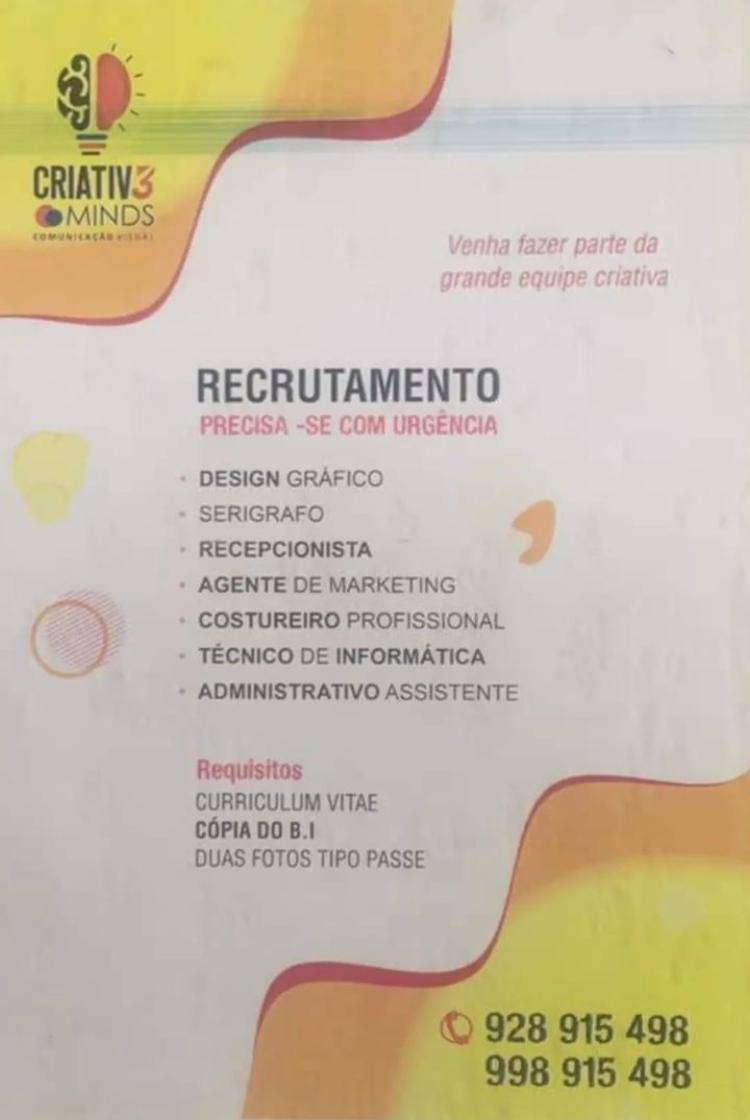 CRIATIV3
MINDS
COMUNICAÇÃO VISUAL
Venha fazer parte da
grande equipe criativa
RECRUTAMENTO
PRECISA -SE COM URGÊNCIA
• DESIGN GRÁFICO
• SERIGRAFO
• RECEPCIONISTA
• AGENTE DE MARKETING
• COSTUREIRO PROFISSIONAL
• TÉCNICO DE INFORMÁTICA
• ADMINISTRATIVO ASSISTENTE
Requisitos
CURRICULUM VITAE
CÓPIA DO B.I
DUAS FOTOS TIPO PASSE
928 915 498
998 915 498